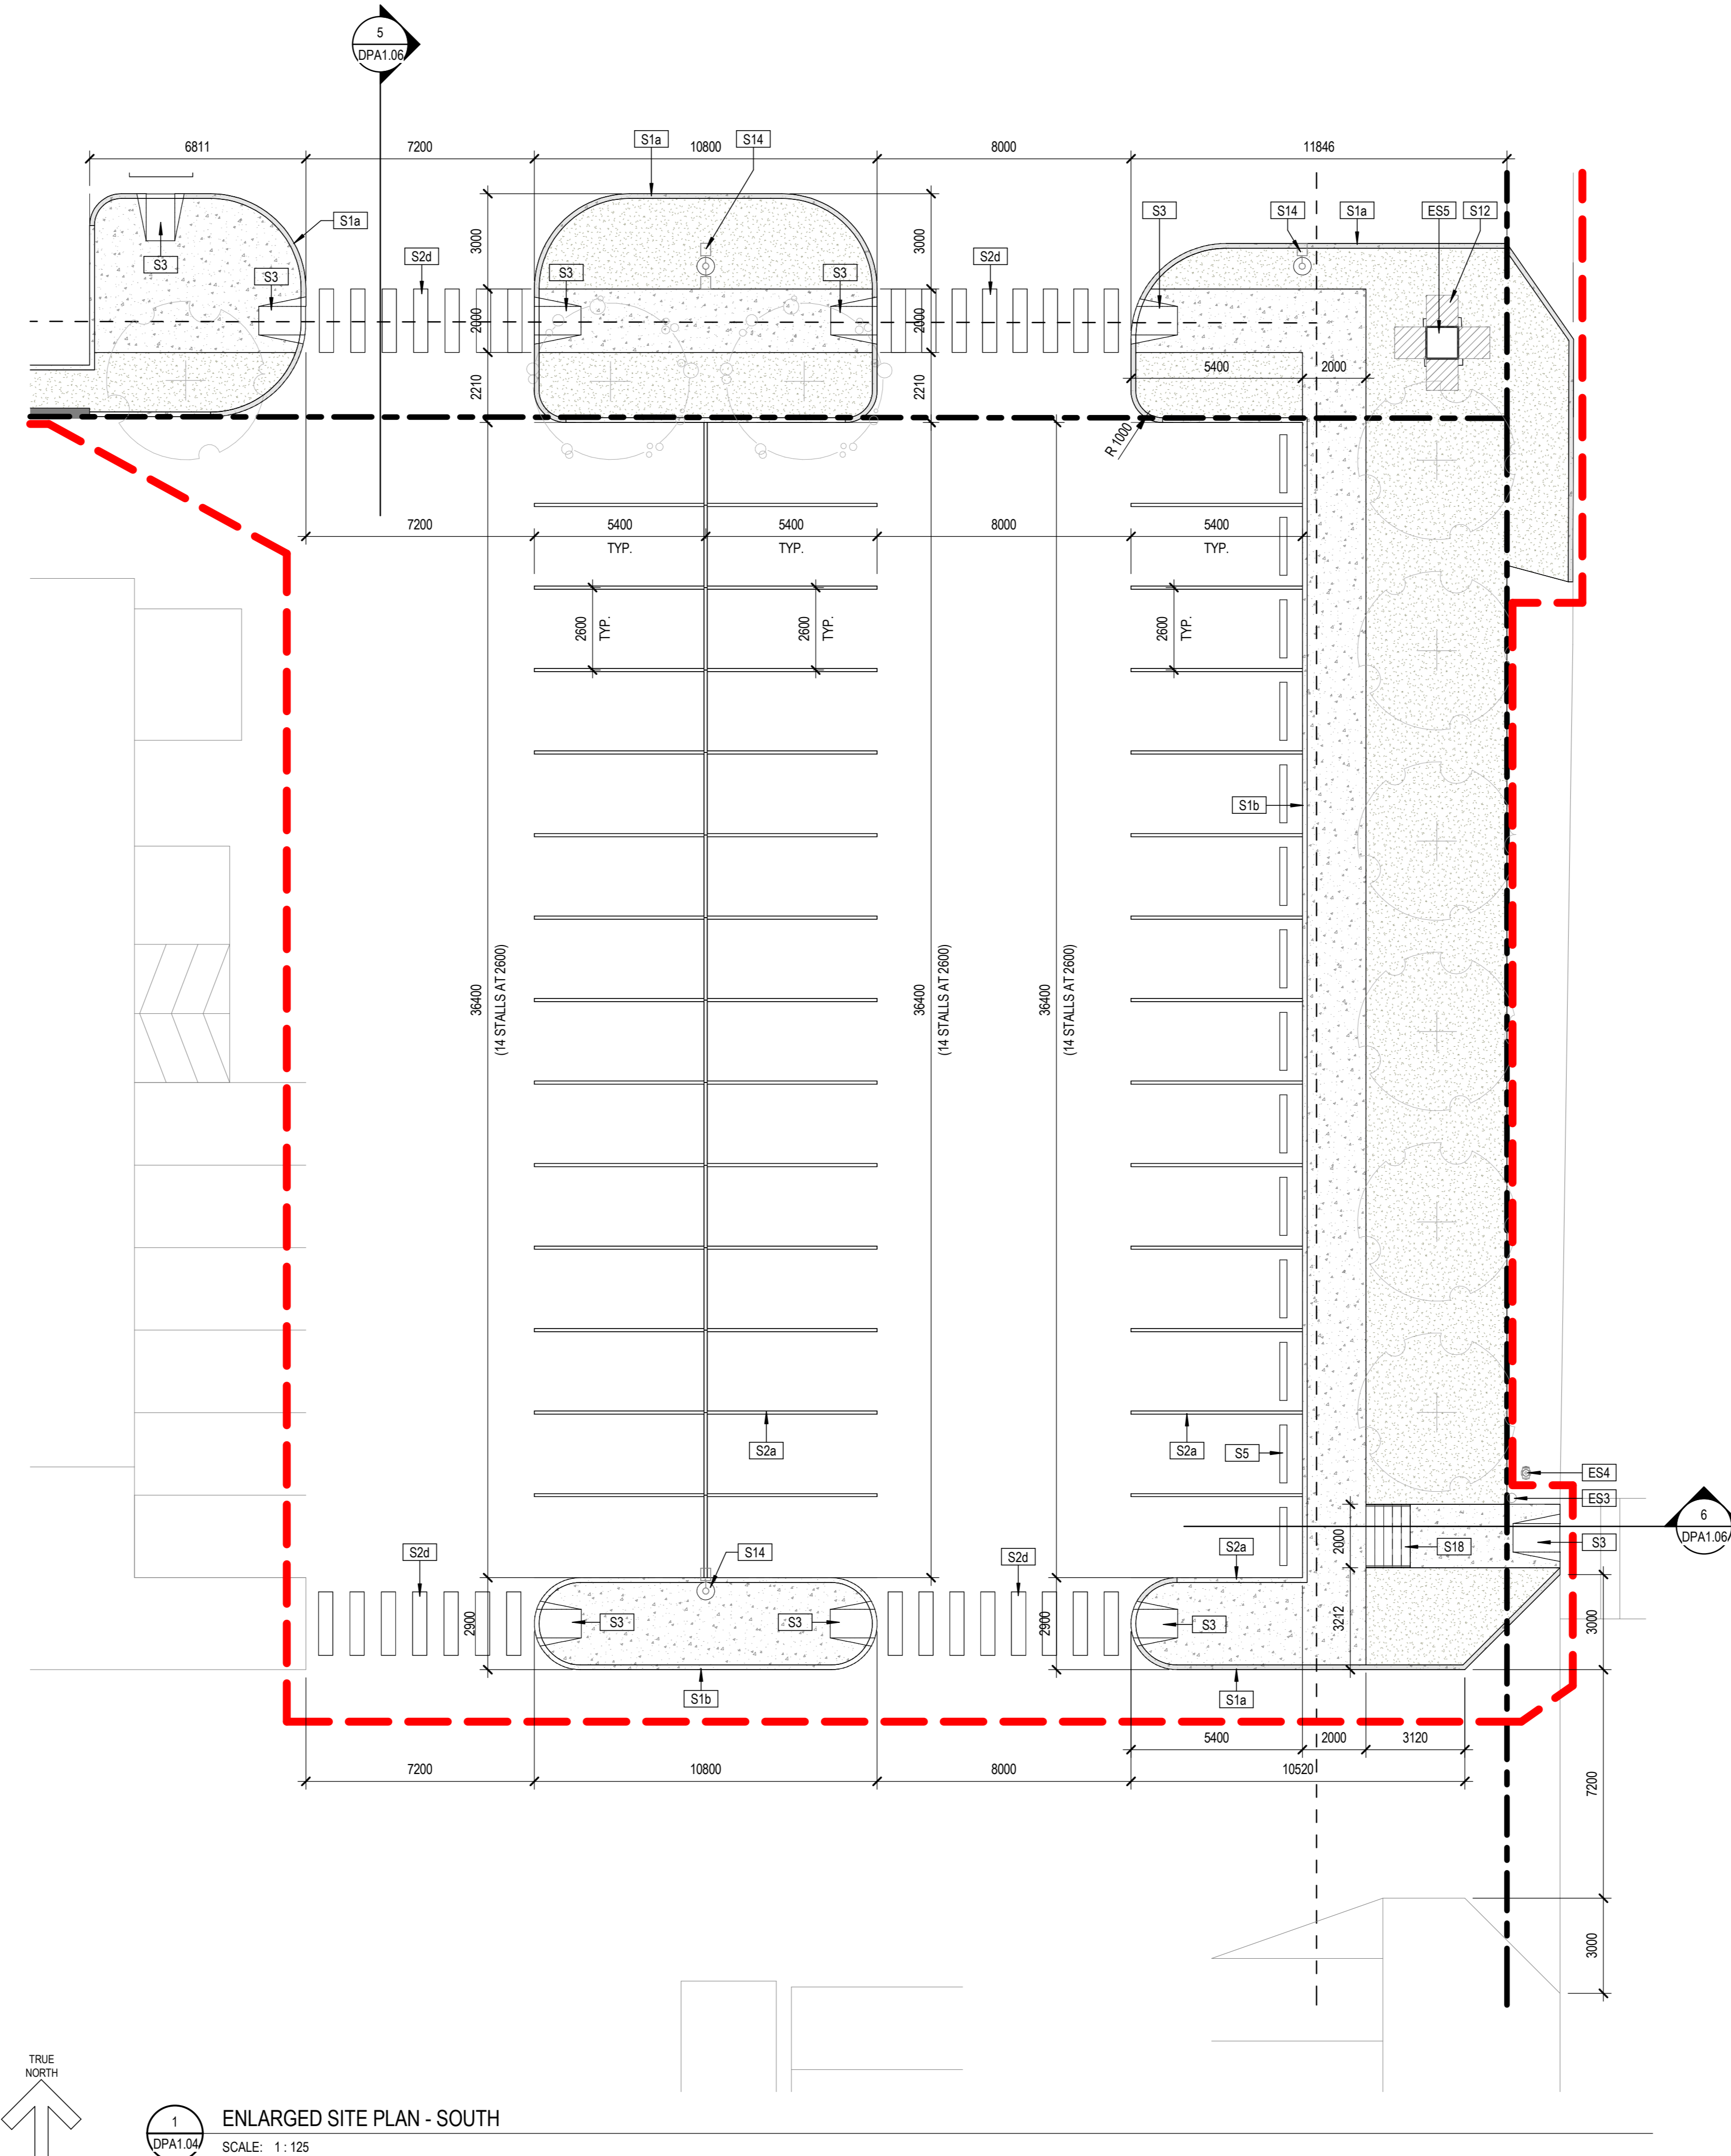 5
DPA1.06
6811
7200
10800
8000
11846
S1a
S14
S3
S14
S1a
ES5
S12
S1a
S3
S2d
S2d
S3
S3
S3
3000
3000
2000
2000
5400
2000
2210
2210
R 1000
7200
5400
5400
8000
5400
TYP.
TYP.
TYP.
2600
TYP.
2600
TYP.
2600
TYP.
S1b
36400
(14 STALLS AT 2600)
36400
(14 STALLS AT 2600)
36400
(14 STALLS AT 2600)
S2a
S2a
S5
ES4
ES3
6
DPA1.06
S2d
S14
S2d
S2a
2000
S18
S3
2900
S3
S3
2900
S3
3212
3000
S1b
S1a
5400
2000
3120
7200
10800
8000
10520
7200
3000
TRUE
NORTH
1
DPA1.04
ENLARGED SITE PLAN - SOUTH
SCALE: 1 : 125